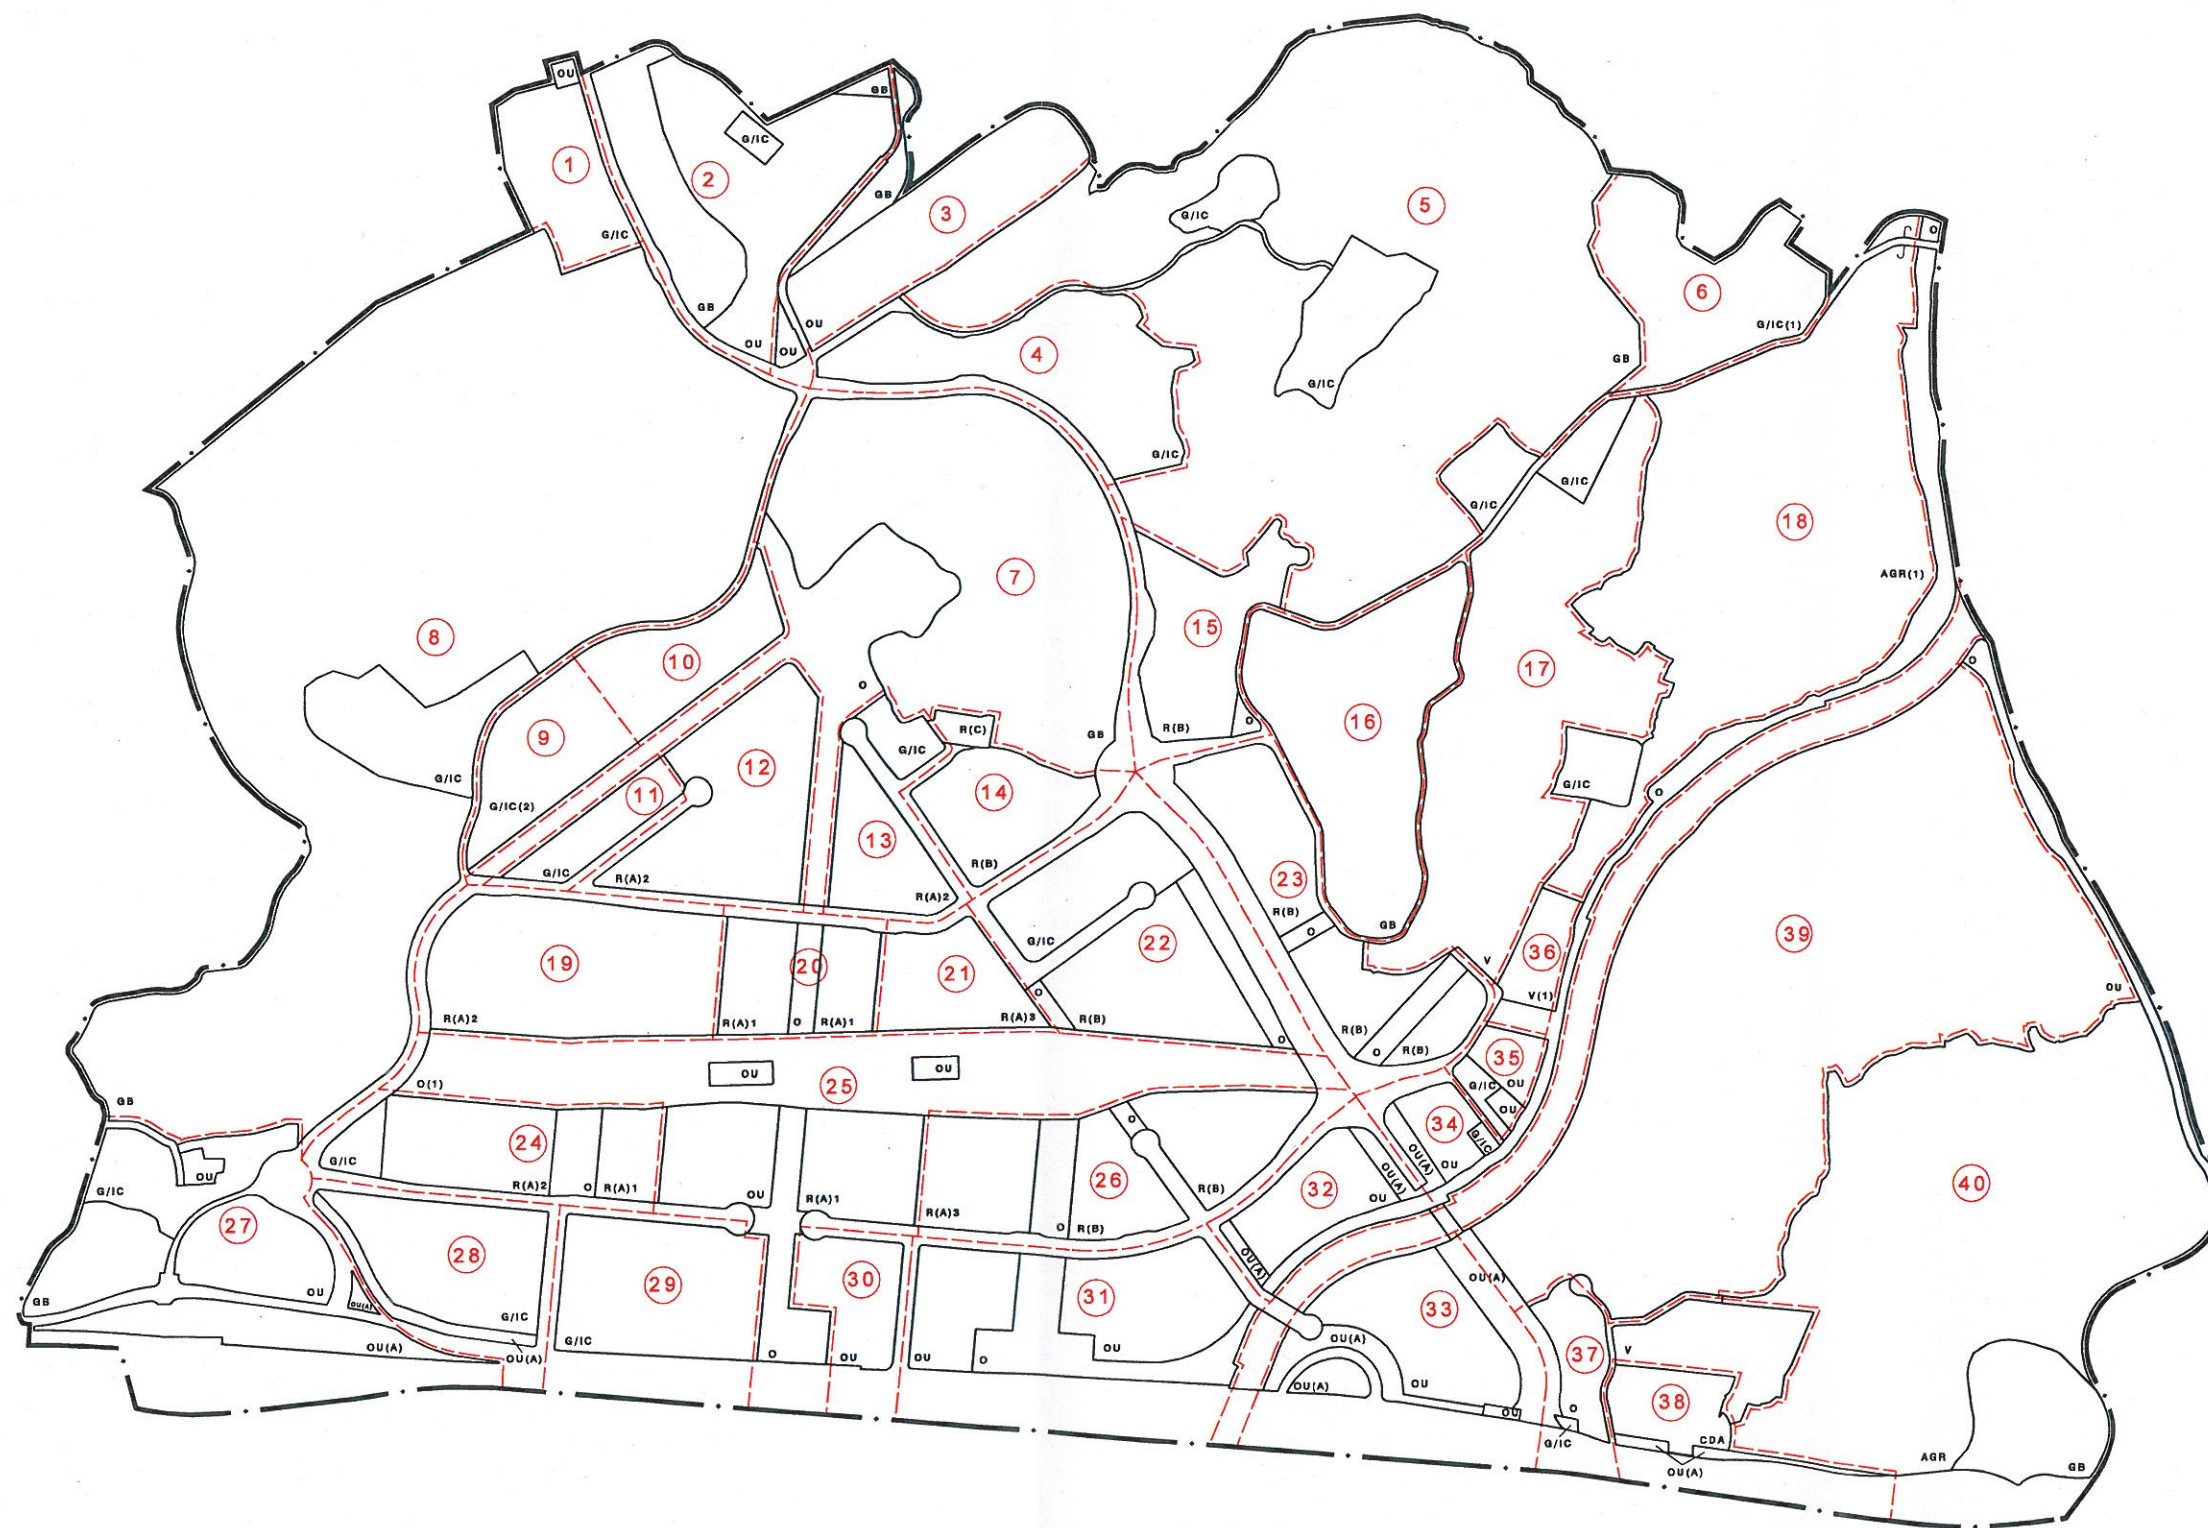 OU
1
G/IC
2
G/IC
GB
GB
3
GB
OU
OU
OU
4
G/IC
5
G/IC
G/IC
GB
6
G/IC(1)
O
G/IC
G/IC
18
AGR(1)
7
8
G/IC
9
10
G/IC(2)
11
12
G/IC
R(A)2
O
G/IC
R(C)
GB
13
14
R(B)
R(A)2
15
R(B)
O
16
17
G/IC
O
O
23
R(B)
O
GB
22
G/IC
O
R(B)
O
19
R(A)2
20
R(A)1
O
R(A)1
21
R(A)3
V
36
V(1)
39
OU
R(B)
O
R(B)
35
G/IC
OU
OU
O(1)
25
OU
OU
GB
G/IC
OU
24
G/IC
R(A)2
O
R(A)1
OU
R(A)1
R(A)3
26
O
O
R(B)
R(B)
34
OU(A)
G/IC
OU
32
OU(A)
OU
40
27
GB
OU
OU(A)
OU(A)
28
G/IC
OU(A)
29
G/IC
O
30
OU
OU
31
O
OU
OU(A)
OU(A)
OU(A)
33
OU(A)
OU
OU
37
V
O
G/IC
38
CDA
OU(A)
AGR
GB